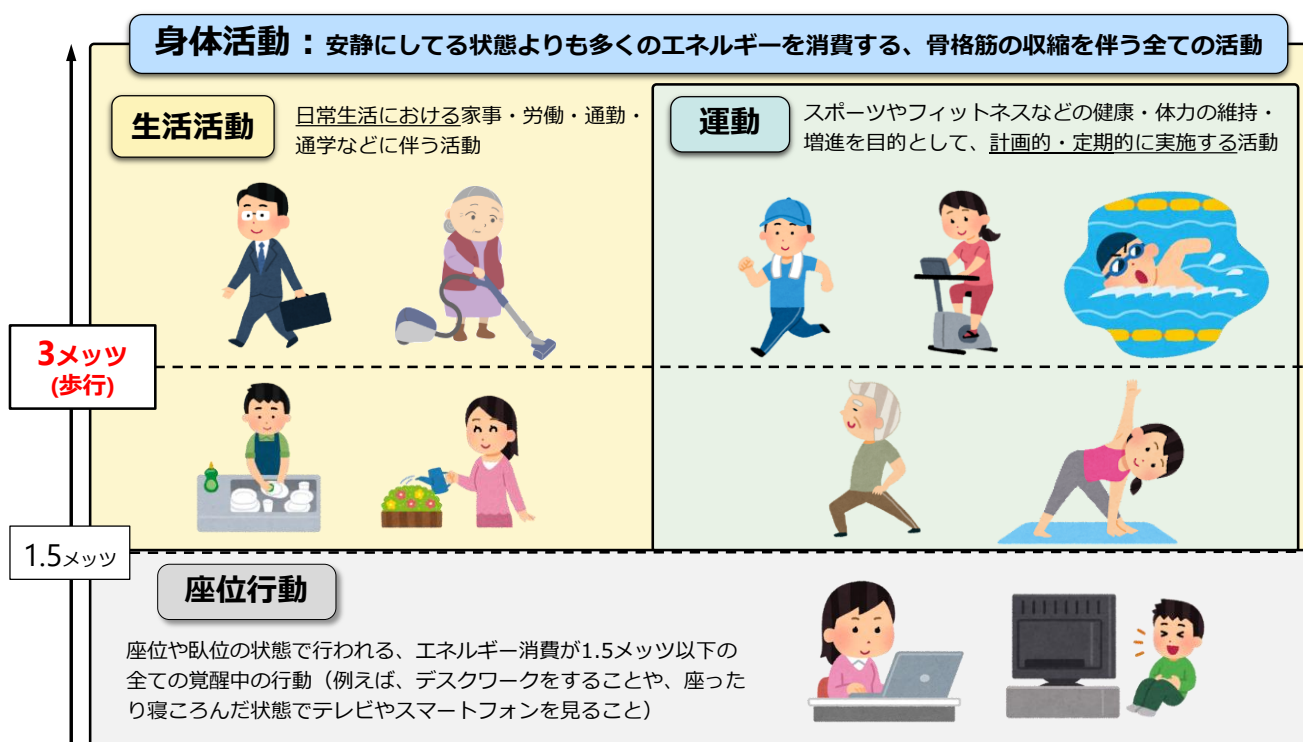 身体活動：安静にしてる状態よりも多くのエネルギーを消費する、骨格筋の収縮を伴う全ての活動
生活活動
日常生活における家事・労働・通勤・
通学などに伴う活動
運動
スポーツやフィットネスなどの健康・体力の維持・
増進を目的として、計画的・定期的に実施する活動
3メッツ
(歩行)
1.5メッツ
座位行動
座位や臥位の状態で行われる、エネルギー消費が1.5メッツ以下の
全ての覚醒中の行動（例えば、デスクワークをすることや、座った
り寝ころんだ状態でテレビやスマートフォンを見ること）